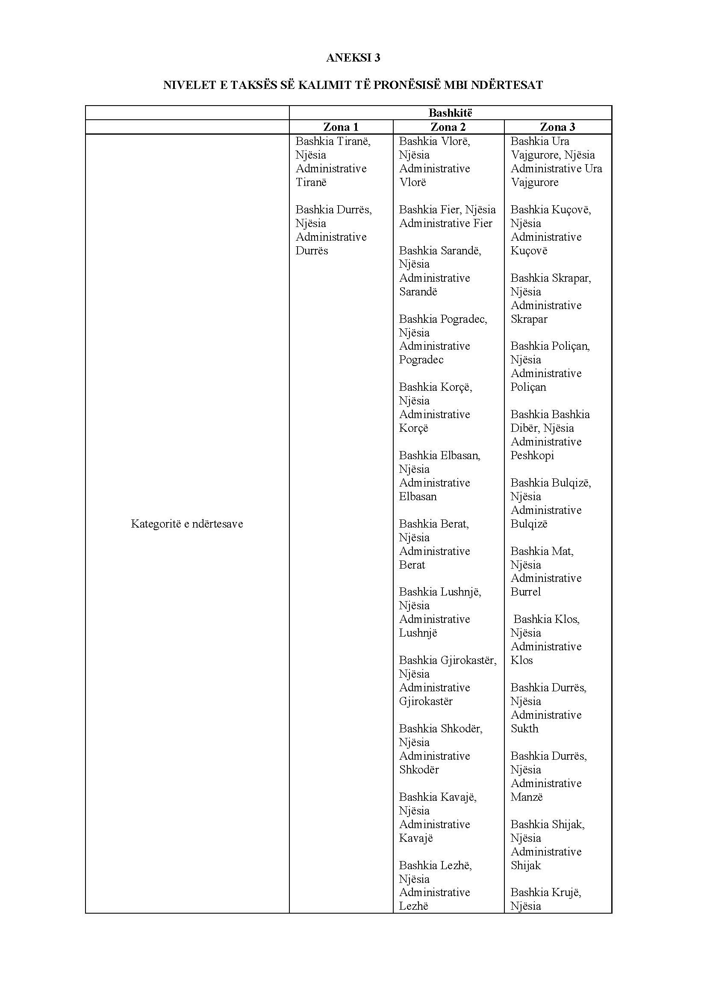 ANEKSI 3
NIVELET E TAKSËS SË KALIMIT TË PRONËSISË MBI NDËRTESAT
Bashkitë
Zona 1
Zona 2
Zona 3
Kategoritë e ndërtesave
Bashkia Tiranë,
Njësia
Administrative
Tiranë
Bashkia Durrës,
Njësia
Administrative
Durrës
Bashkia Vlorë,
Njësia
Administrative
Vlorë
Bashkia Fier, Njësia
Administrative Fier
Bashkia Sarandë,
Njësia
Administrative
Sarandë
Bashkia Pogradec,
Njësia
Administrative
Pogradec
Bashkia Korçë,
Njësia
Administrative
Korçë
Bashkia Elbasan,
Njësia
Administrative
Elbasan
Bashkia Berat,
Njësia
Administrative
Berat
Bashkia Lushnjë,
Njësia
Administrative
Lushnjë
Bashkia Gjirokastër,
Njësia
Administrative
Gjirokastër
Bashkia Shkodër,
Njësia
Administrative
Shkodër
Bashkia Kavajë,
Njësia
Administrative
Kavajë
Bashkia Lezhë,
Njësia
Administrative
Lezhë
Bashkia Ura
Vajgurore, Njësia
Administrative Ura
Vajgurore
Bashkia Kuçovë,
Njësia
Administrative
Kuçovë
Bashkia Skrapar,
Njësia
Administrative
Skrapar
Bashkia Poliçan,
Njësia
Administrative
Poliçan
Bashkia Bashkia
Dibër, Njësia
Administrative
Peshkopi
Bashkia Bulqizë,
Njësia
Administrative
Bulqizë
Bashkia Mat,
Njësia
Administrative
Burrel
Bashkia Klos,
Njësia
Administrative
Klos
Bashkia Durrës,
Njësia
Administrative
Sukth
Bashkia Durrës,
Njësia
Administrative
Manzë
Bashkia Shijak,
Njësia
Administrative
Shijak
Bashkia Krujë,
Njësia